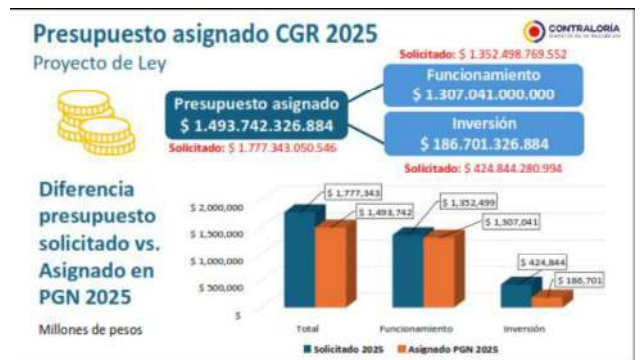 Presupuesto asignado CGR 2025
Proyecto de Ley
CONTRALORÍA
Solicitado: $ 1.352.498.769.552
Funcionamiento
$ 1.307.041.000.000
Presupuesto asignado
$ 1.493.742.326.884
Solicitado: $ 1.777.343.050.546
Inversión
$ 186.701.326.884
Solicitado: $ 424.844.280.994
Diferencia
presupuesto
solicitado vs.
Asignado en
PGN 2025
Millones de pesos
$ 2,000,000
$ 1,500,000
$ 1,000,000
$ 500,000
$
$ 1,777,343
$ 1,493,742
$ 1,352,499
$ 1,307,041
$ 424,844
$ 186,701
Total
Funcionamiento
Inversión
Solicitado 2025
Asignado PGN 2025